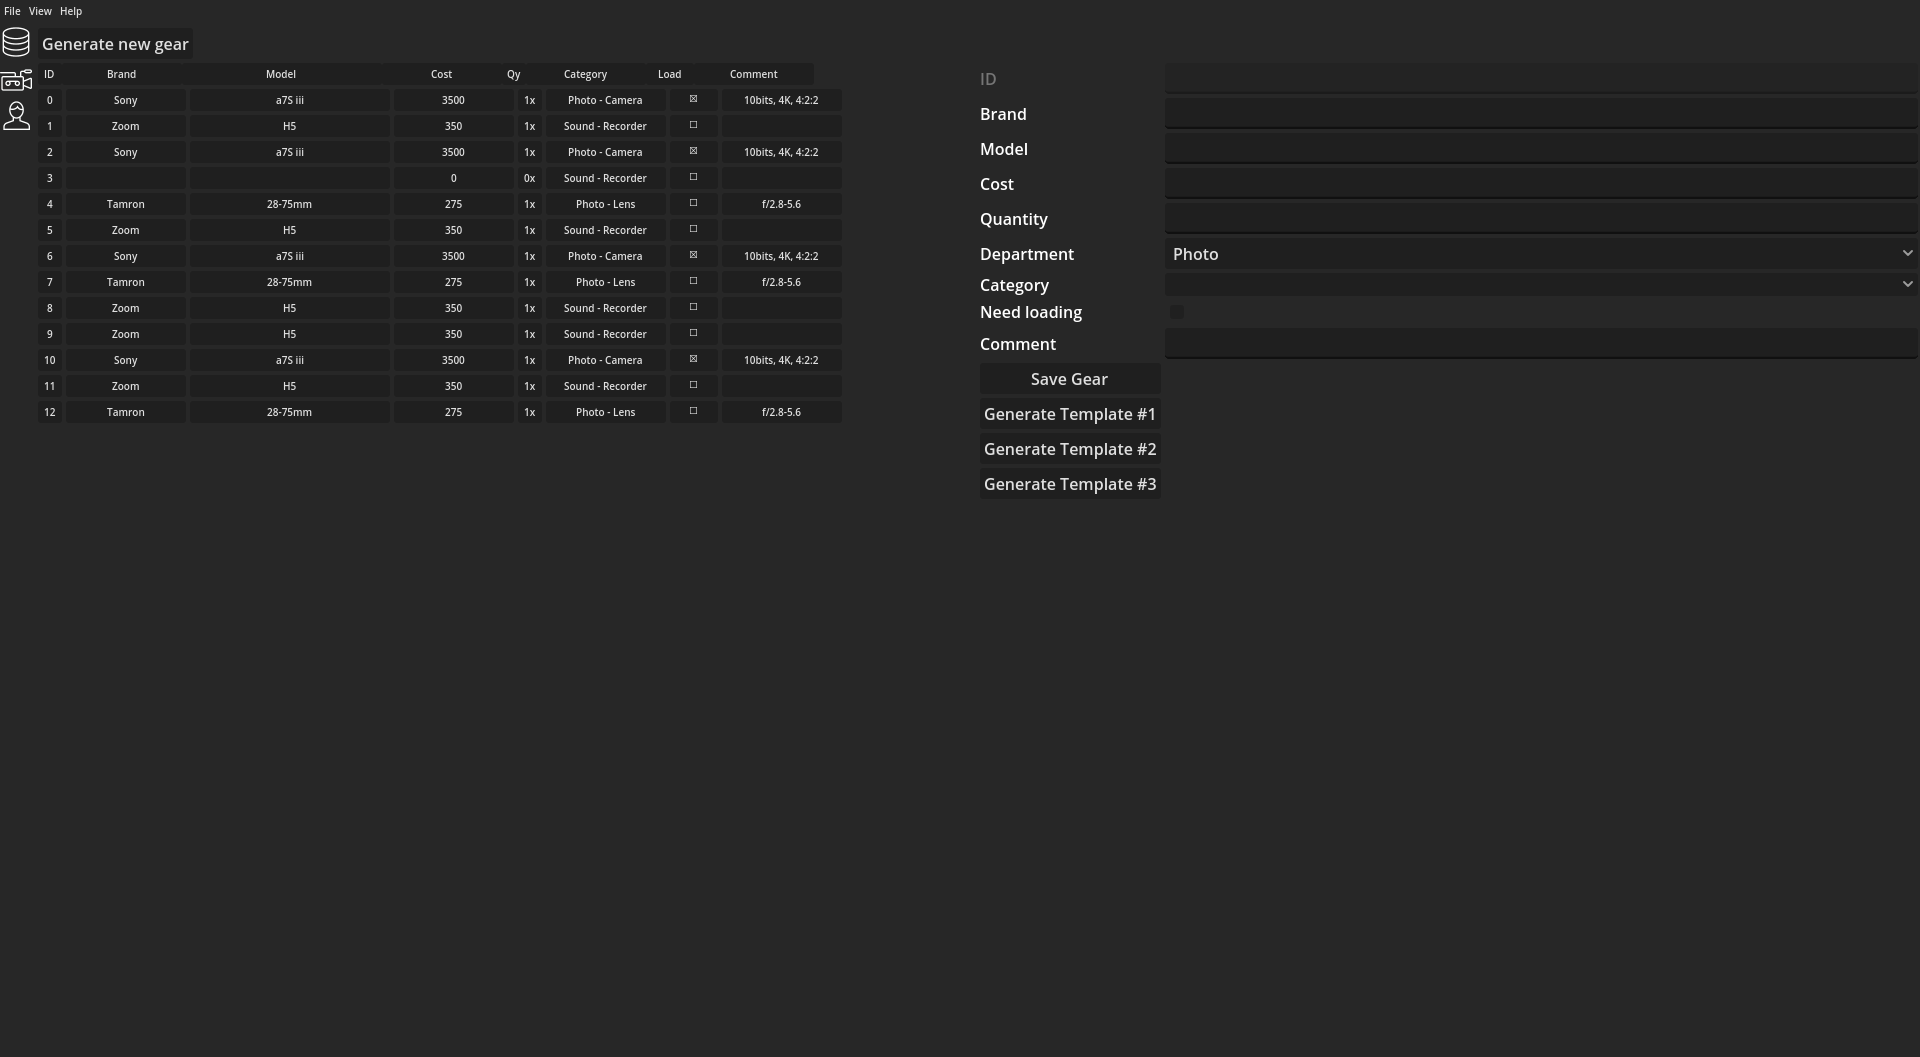 File View Help
Generate new gear
ID Brand Model Cost Qy Category Load Comment
0 Sony a7S iii 3500 1x Photo - Camera ☒ 10bits, 4K, 4:2:2
1 Zoom H5 350 1x Sound - Recorder ☐
2 Sony a7S iii 3500 1x Photo - Camera ☒ 10bits, 4K, 4:2:2
3 0 0x Sound - Recorder ☐
4 Tamron 28-75mm 275 1x Photo - Lens ☐ f/2.8-5.6
5 Zoom H5 350 1x Sound - Recorder ☐
6 Sony a7S iii 3500 1x Photo - Camera ☒ 10bits, 4K, 4:2:2
7 Tamron 28-75mm 275 1x Photo - Lens ☐ f/2.8-5.6
8 Zoom H5 350 1x Sound - Recorder ☐
9 Zoom H5 350 1x Sound - Recorder ☐
10 Sony a7S iii 3500 1x Photo - Camera ☒ 10bits, 4K, 4:2:2
11 Zoom H5 350 1x Sound - Recorder ☐
12 Tamron 28-75mm 275 1x Photo - Lens ☐ f/2.8-5.6
ID
Brand
Model
Cost
Quantity
Department Photo
Category
Need loading
Comment
Save Gear
Generate Template #1
Generate Template #2
Generate Template #3